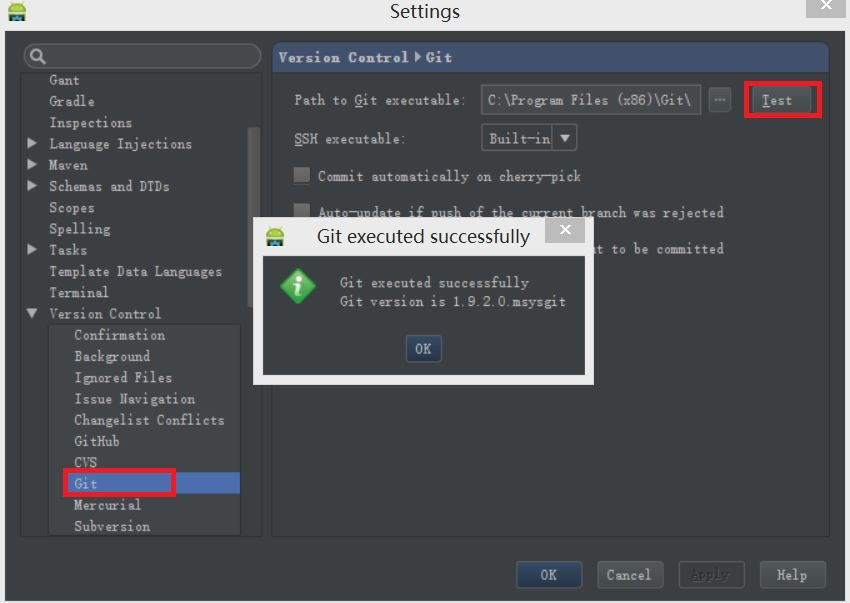 Settings
Version Control Git
Gant
Gradle
Inspections
Language Injections
Maven
Schemas and DTDs
Scopes
Spelling
Tasks
Template Data Languages
Terminal
Version Control
Confirmation
Background
Ignored Files
Issue Navigation
Changelist Conflicts
GitHub
CVS
Git
Mercurial
Subversion
Path to Git executable: C:\Program Files (x86)\Git\ ... Test
SSH executable: Built-in
Commit automatically on cherry-pick
Auto-update if push of the current branch was rejected
to be committed
Git executed successfully
Git executed successfully
Git version is 1.9.2.0.msysgit
OK
OK Cancel Apply Help